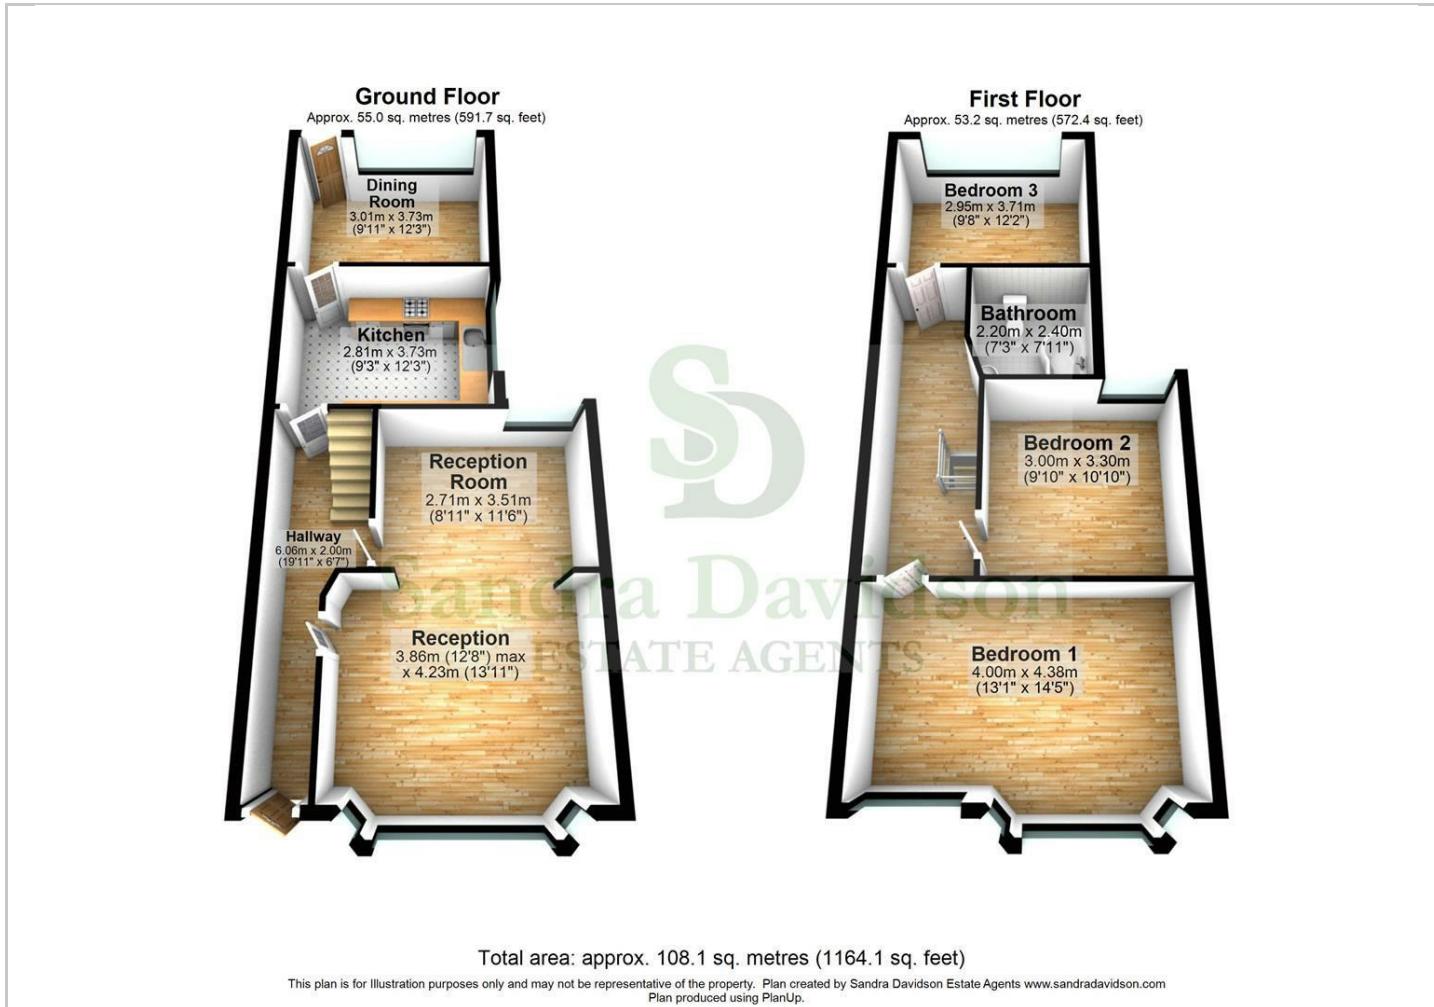 Ground Floor
Approx. 55.0 sq. metres (591.7 sq. feet)
Dining
Room
3.01m x 3.73m
(9'11" x 12'3")
Kitchen
2.81m x 3.73m
(9'3" x 12'3")
Reception
Room
2.71m x 3.51m
(8'11" x 11'6")
Hallway
6.06m x 2.00m
(19'11" x 6'7")
Reception
3.86m (12'8") max
x 4.23m (13'11")
First Floor
Approx. 53.2 sq. metres (572.4 sq. feet)
Bedroom 3
2.95m x 3.71m
(9'8" x 12'2")
Bathroom
2.20m x 2.40m
(7'3" x 7'11")
Bedroom 2
3.00m x 3.30m
(9'10" x 10'10")
Bedroom 1
4.00m x 4.38m
(13'1" x 14'5")
SD
Sandra Davidson
ESTATE AGENTS
Total area: approx. 108.1 sq. metres (1164.1 sq. feet)
This plan is for Illustration purposes only and may not be representative of the property. Plan created by Sandra Davidson Estate Agents www.sandradavidson.com
Plan produced using PlanUp.